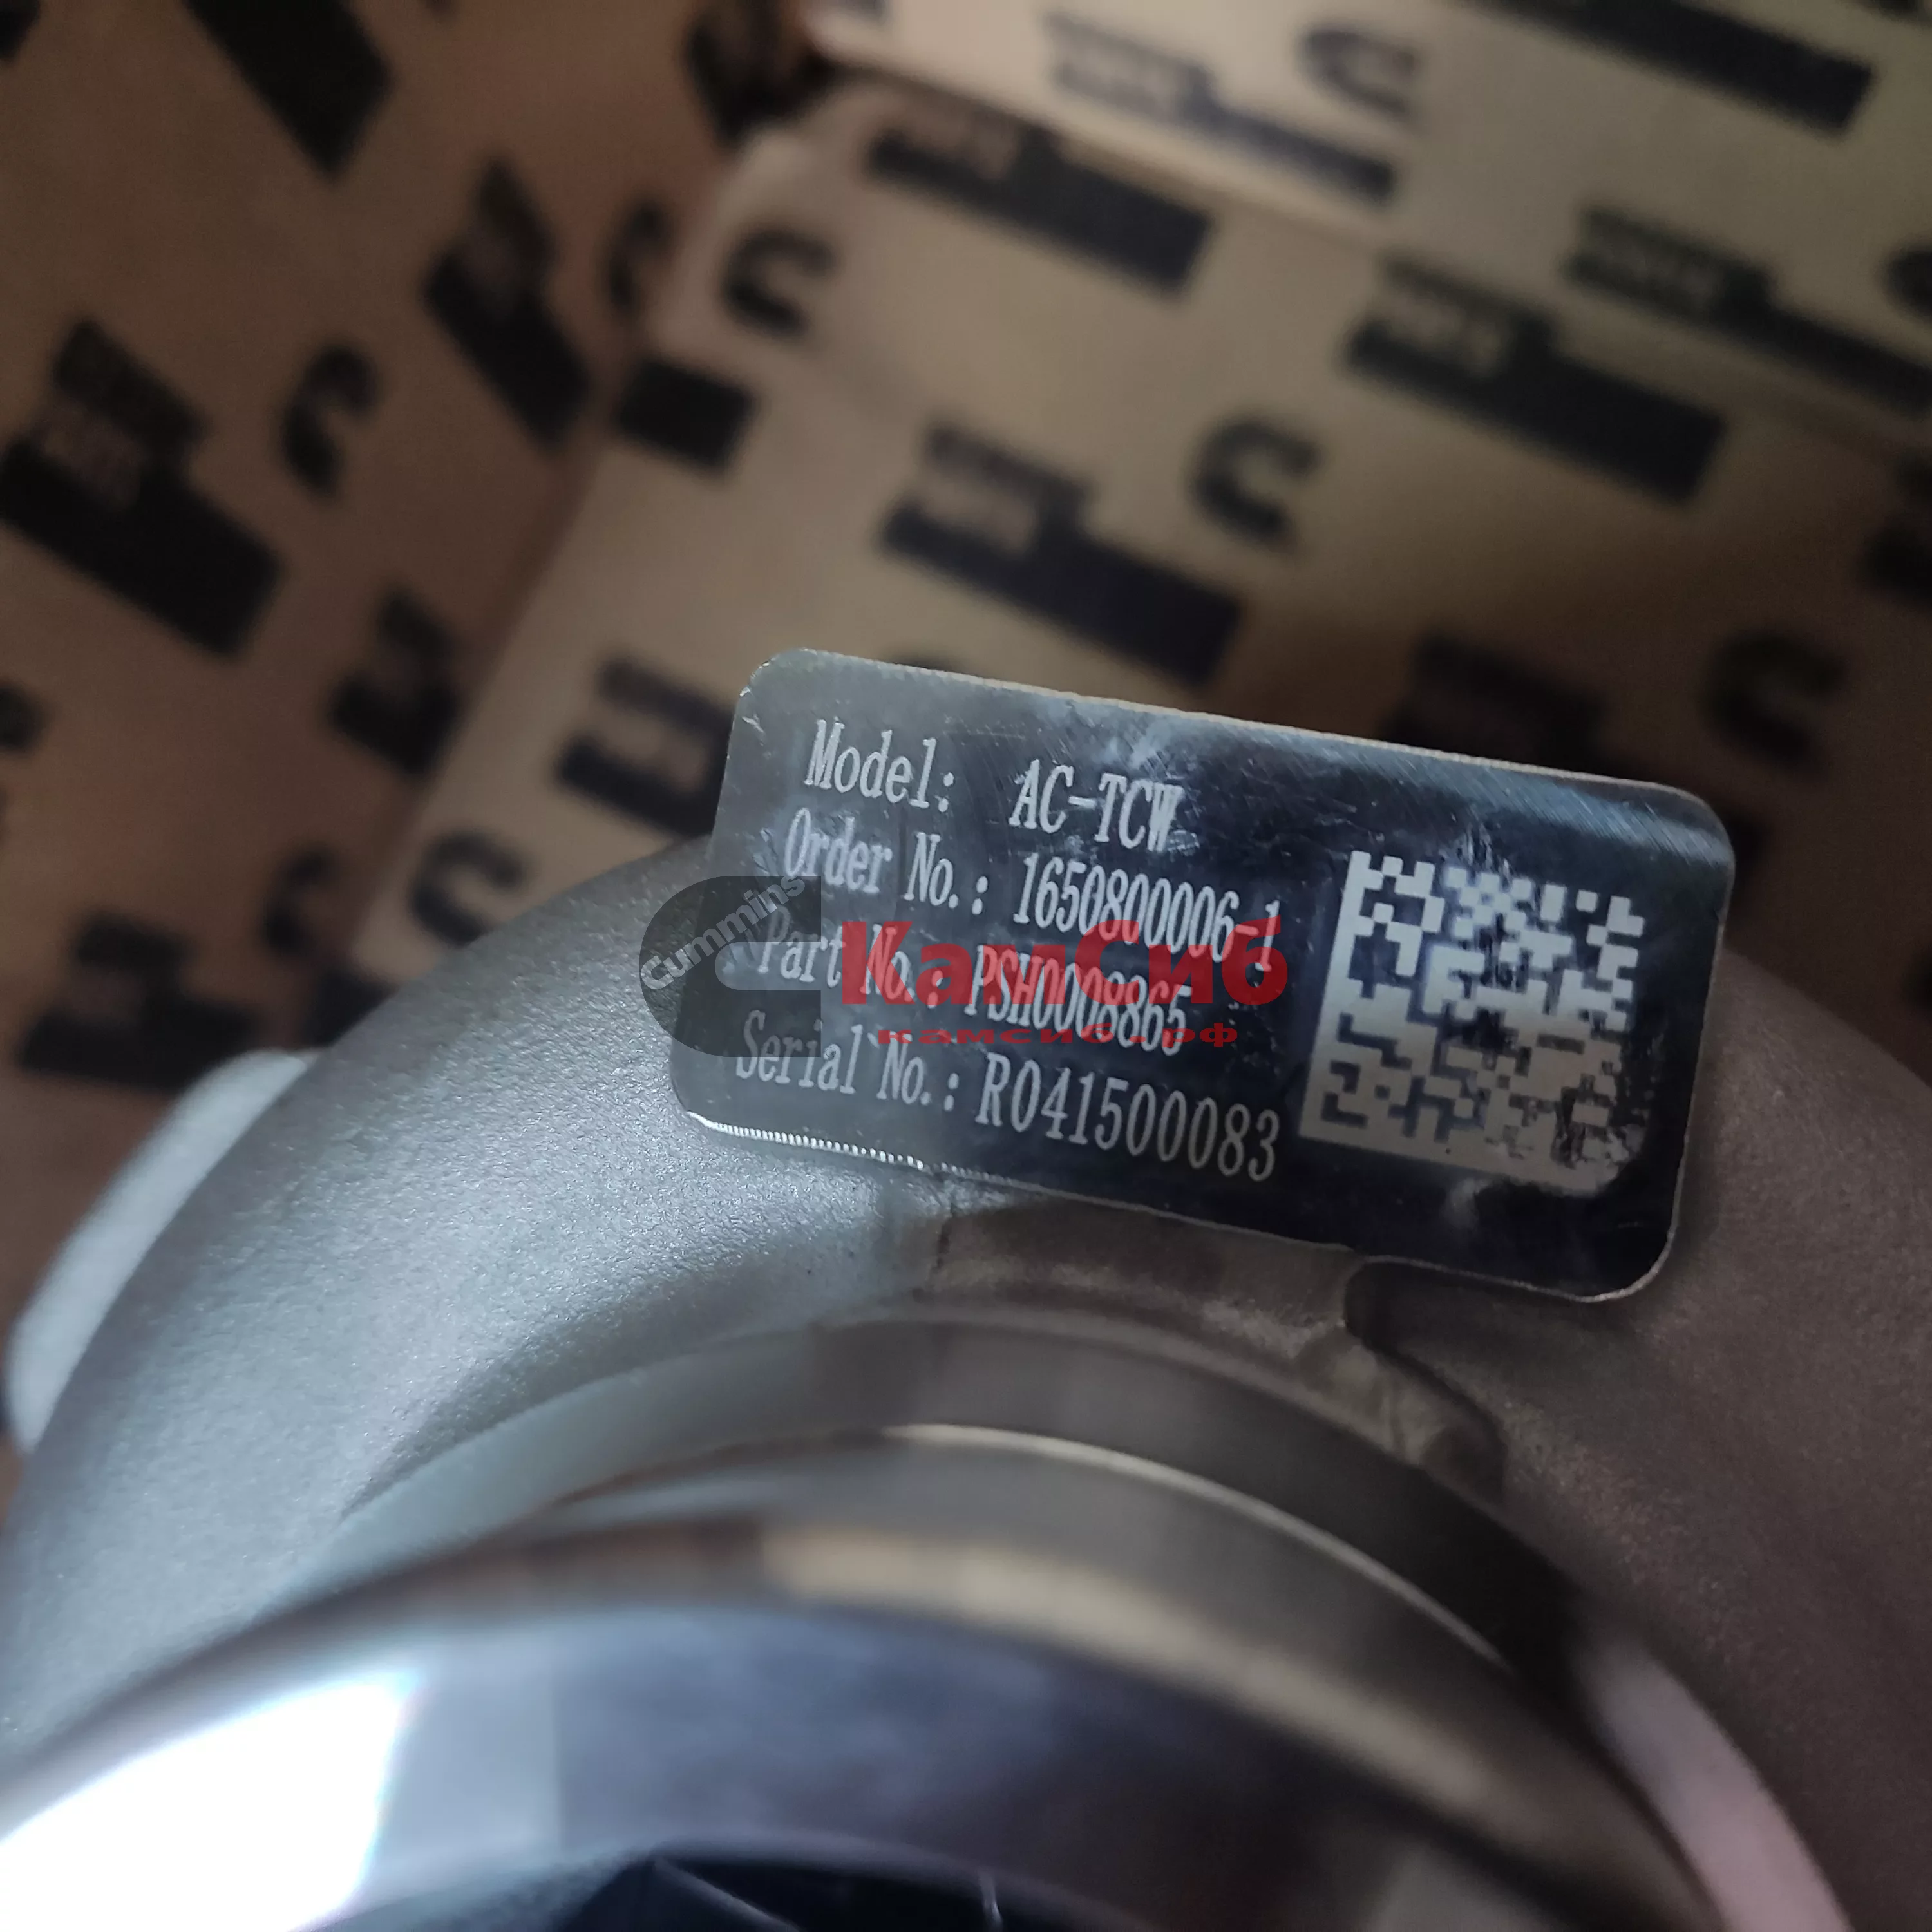 Model: AC-TCW
Order No.: 1650800006-1
Part No.: PSH0008865
Serial No.: R041500083
Cummins
КамСиб
камсиб.рф